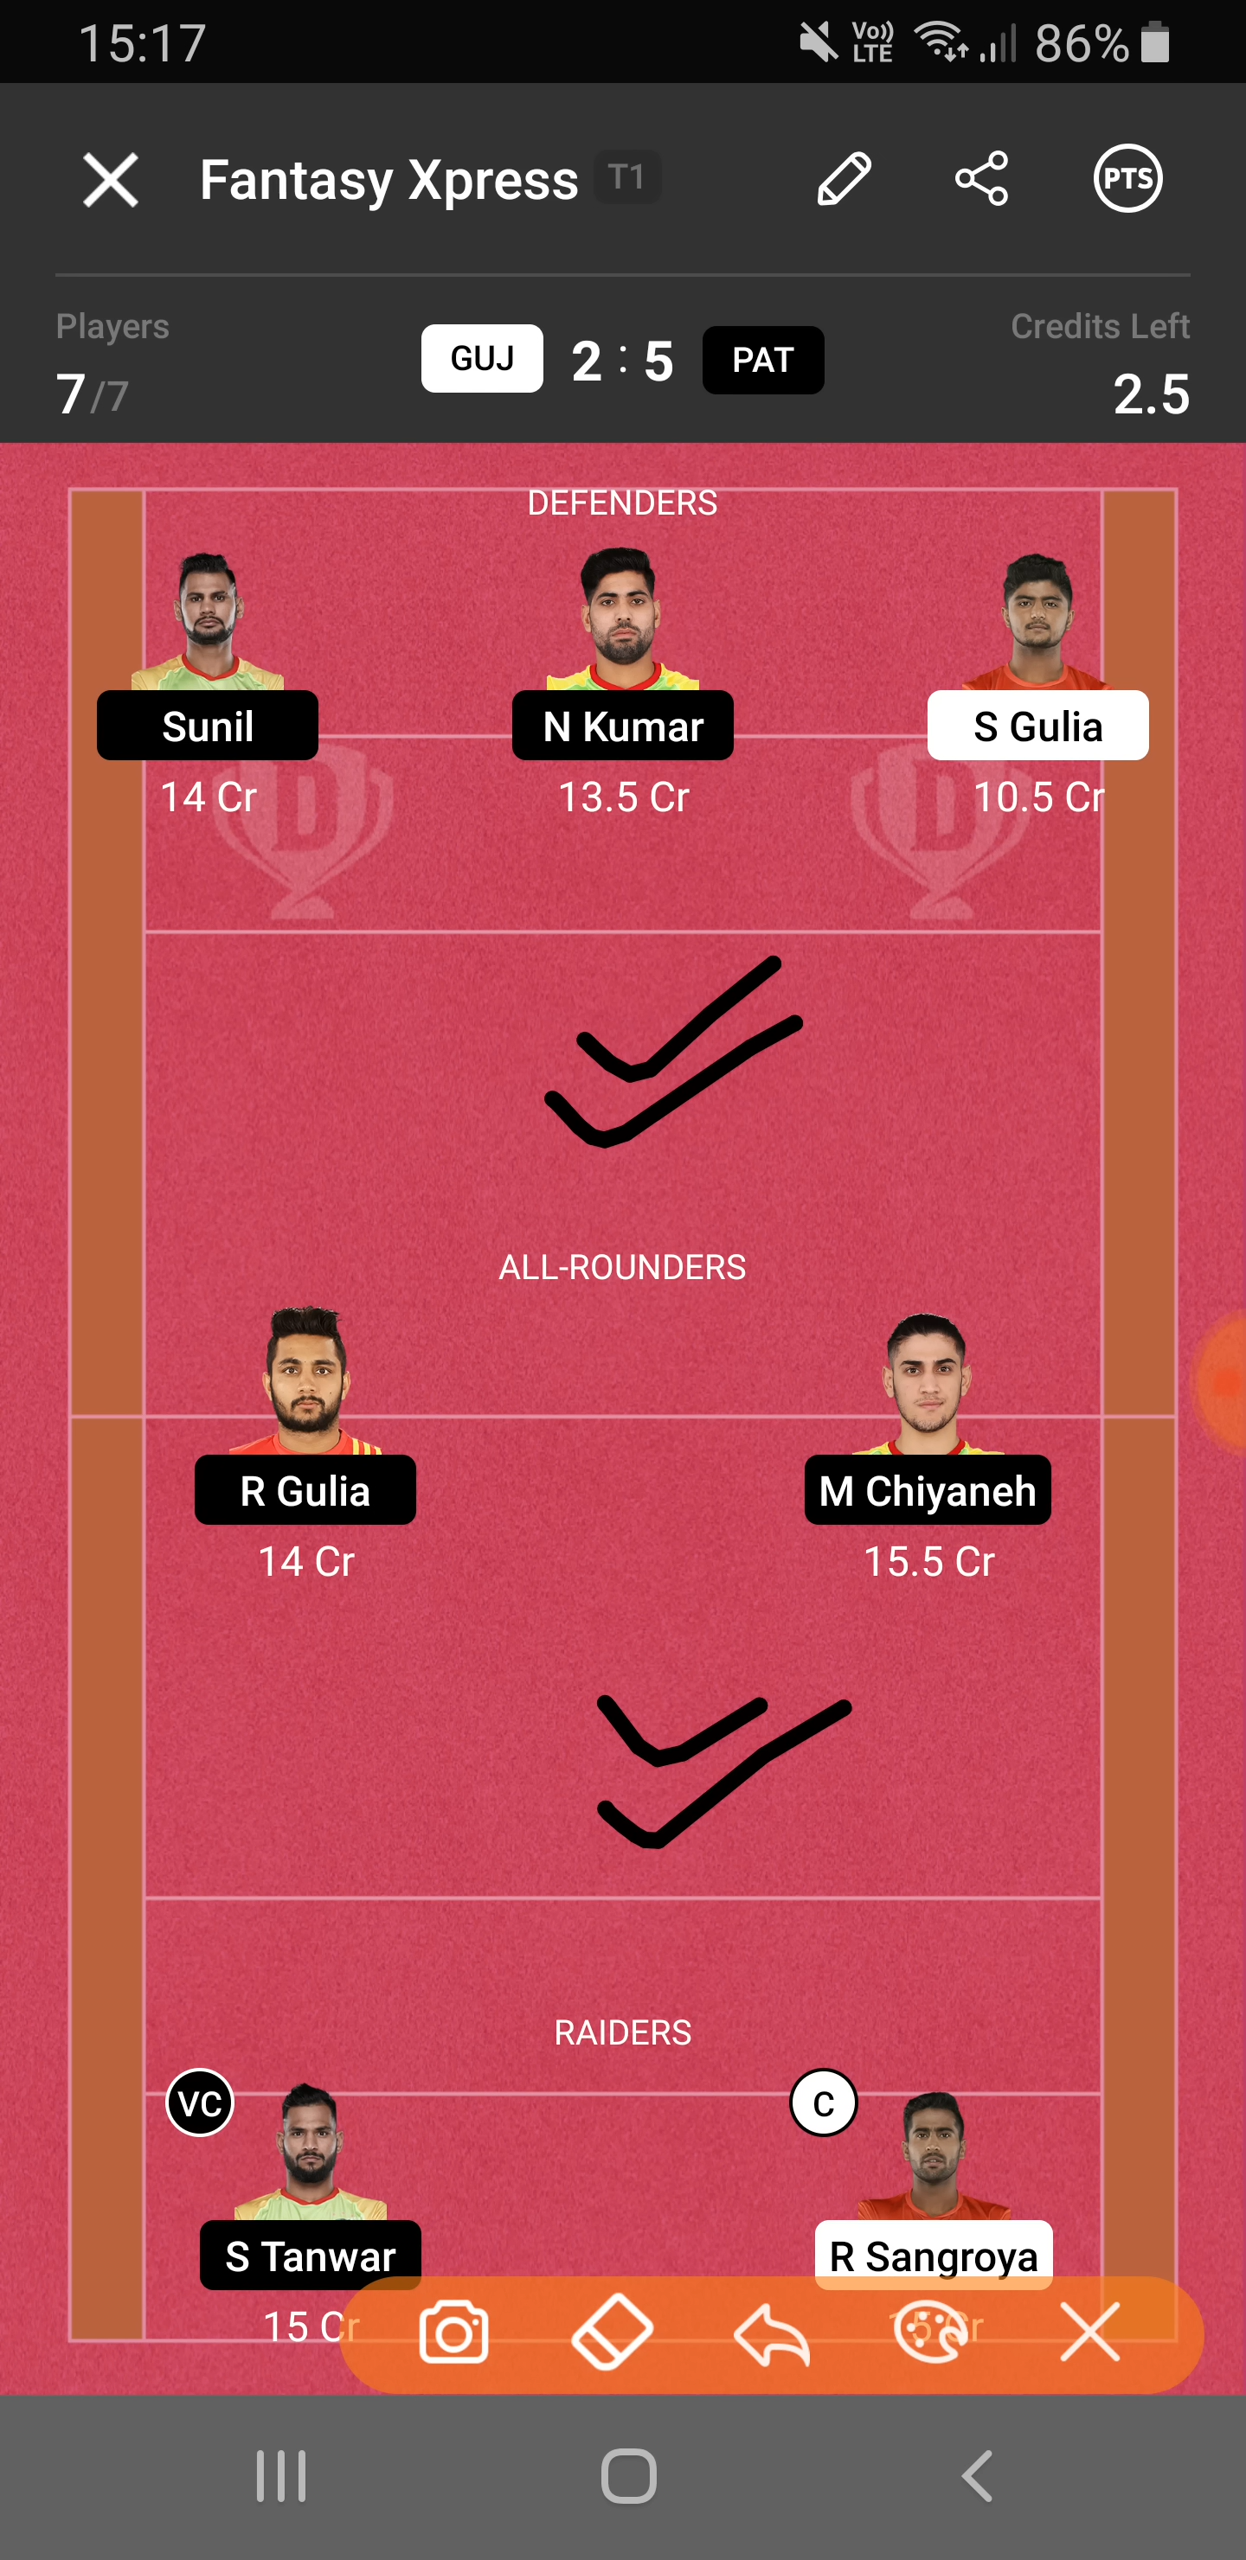 15:17 Vo)) LTE 86%
Fantasy Xpress T1 PTS
Players GUJ 2 : 5 PAT Credits Left
7/7 2.5
DEFENDERS
Sunil N Kumar S Gulia
14 Cr 13.5 Cr 10.5 Cr
D D
ALL-ROUNDERS
R Gulia M Chiyaneh
14 Cr 15.5 Cr
RAIDERS
VC C
S Tanwar R Sangroya
15 Cr 15 Cr